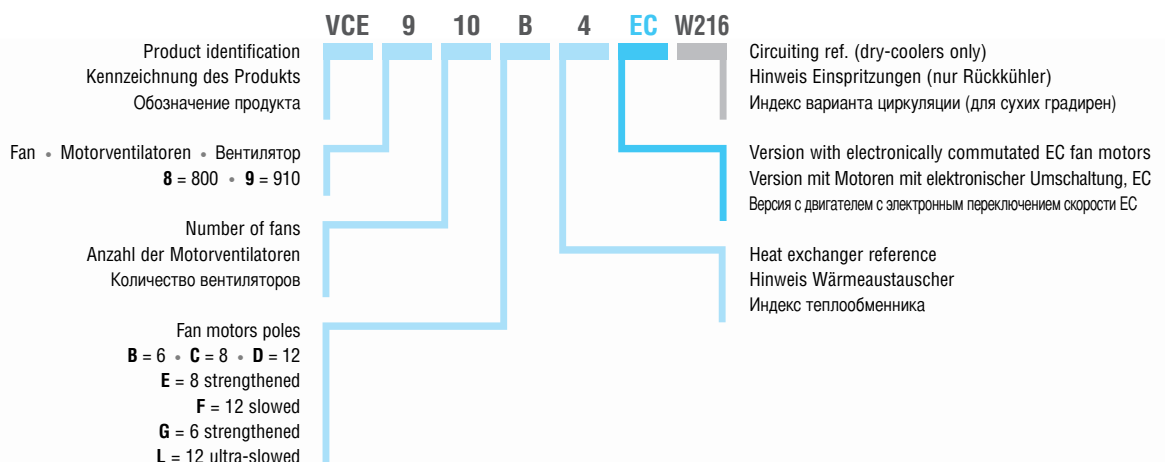 VCE 9 10 B 4 EC W216
Product identification
Kennzeichnung des Produkts
Обозначение продукта
Fan • Motorventilatoren • Вентилятор
8 = 800 • 9 = 910
Number of fans
Anzahl der Motorventilatoren
Количество вентиляторов
Fan motors poles
B = 6 • C = 8 • D = 12
E = 8 strengthened
F = 12 slowed
G = 6 strengthened
L = 12 ultra-slowed
Circuiting ref. (dry-coolers only)
Hinweis Einspritzungen (nur Rückkühler)
Индекс варианта циркуляции (для сухих градирен)
Version with electronically commutated EC fan motors
Version mit Motoren mit elektronischer Umschaltung, EC
Версия с двигателем с электронным переключением скорости EC
Heat exchanger reference
Hinweis Wärmeaustauscher
Индекс теплообменника